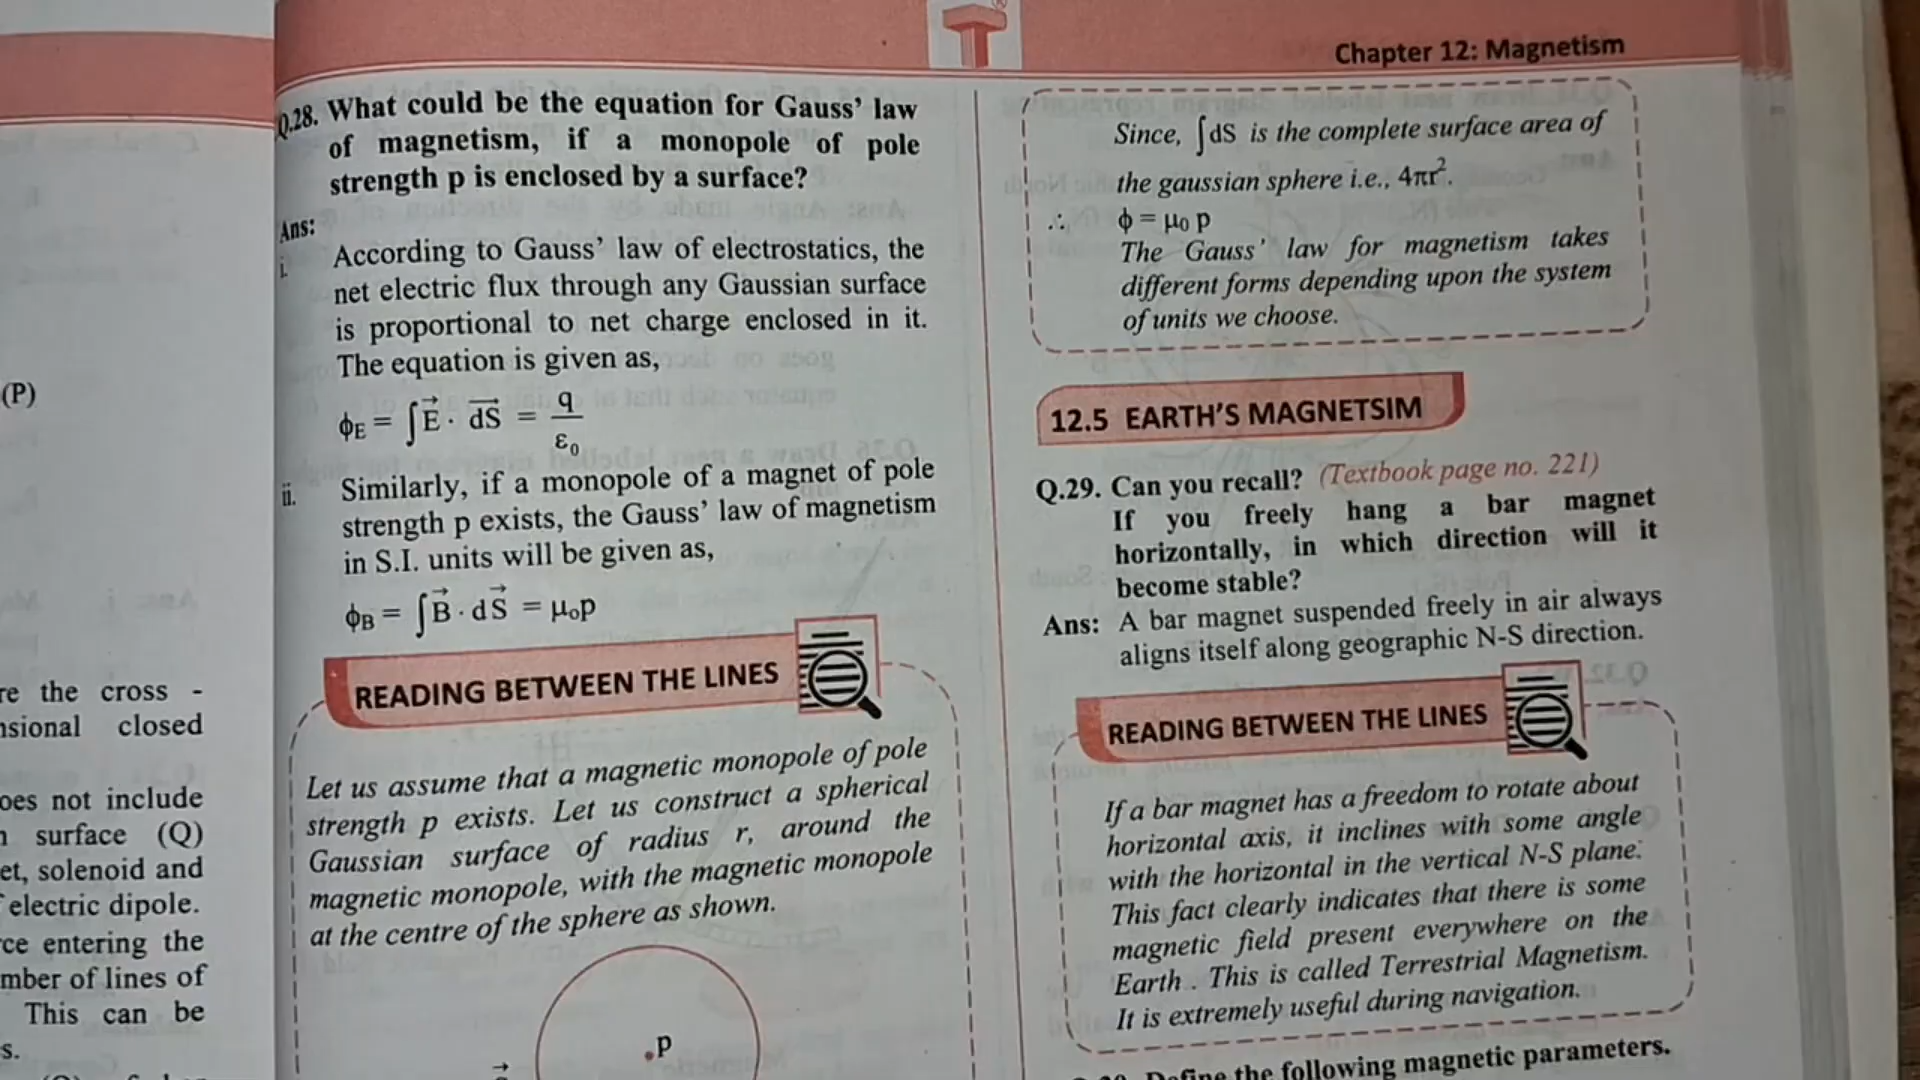 (P)
re the cross -
nsional closed
oes not include
surface (Q)
et, solenoid and
electric dipole.
ce entering the
mber of lines of
This can be
s.
Q.28. What could be the equation for Gauss' law
of magnetism, if a monopole of pole
strength p is enclosed by a surface?
Ans:
i. According to Gauss' law of electrostatics, the
net electric flux through any Gaussian surface
is proportional to net charge enclosed in it.
The equation is given as,
ϕE = ∫E⃗ · dS⃗ = q/ε₀
ii. Similarly, if a monopole of a magnet of pole
strength p exists, the Gauss' law of magnetism
in S.I. units will be given as,
ϕB = ∫B⃗ · dS⃗ = μ₀p
READING BETWEEN THE LINES
Let us assume that a magnetic monopole of pole
strength p exists. Let us construct a spherical
Gaussian surface of radius r, around the
magnetic monopole, with the magnetic monopole
at the centre of the sphere as shown.
p
Chapter 12: Magnetism
Since, ∫dS is the complete surface area of
the gaussian sphere i.e., 4πr².
∴ ϕ = μ₀ p
The Gauss' law for magnetism takes
different forms depending upon the system
of units we choose.
12.5 EARTH'S MAGNETSIM
Q.29. Can you recall? (Textbook page no. 221)
If you freely hang a bar magnet
horizontally, in which direction will it
become stable?
Ans: A bar magnet suspended freely in air always
aligns itself along geographic N-S direction.
READING BETWEEN THE LINES
If a bar magnet has a freedom to rotate about
horizontal axis, it inclines with some angle
with the horizontal in the vertical N-S plane.
This fact clearly indicates that there is some
magnetic field present everywhere on the
Earth . This is called Terrestrial Magnetism.
It is extremely useful during navigation.
Define the following magnetic parameters.